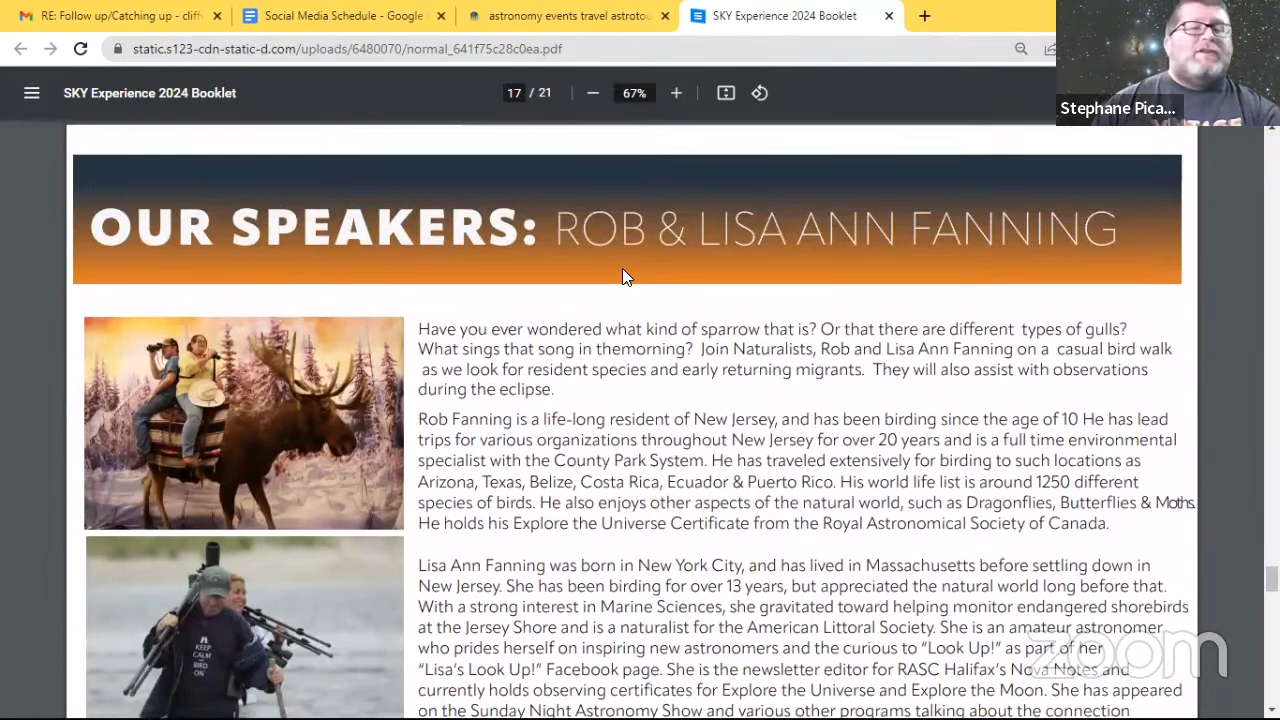 RE: Follow up/Catching up - cliff
Social Media Schedule - Google
astronomy events travel astrotou
SKY Experience 2024 Booklet
static.s123-cdn-static-d.com/uploads/6480070/normal_641f75c28c0ea.pdf
SKY Experience 2024 Booklet
17 / 21
67%
Stephane Pica...
OUR SPEAKERS: ROB & LISA ANN FANNING
Have you ever wondered what kind of sparrow that is? Or that there are different types of gulls?
What sings that song in themorning? Join Naturalists, Rob and Lisa Ann Fanning on a casual bird walk
as we look for resident species and early returning migrants. They will also assist with observations
during the eclipse.
Rob Fanning is a life-long resident of New Jersey, and has been birding since the age of 10 He has lead
trips for various organizations throughout New Jersey for over 20 years and is a full time environmental
specialist with the County Park System. He has traveled extensively for birding to such locations as
Arizona, Texas, Belize, Costa Rica, Ecuador & Puerto Rico. His world life list is around 1250 different
species of birds. He also enjoys other aspects of the natural world, such as Dragonflies, Butterflies & Moths.
He holds his Explore the Universe Certificate from the Royal Astronomical Society of Canada.
Lisa Ann Fanning was born in New York City, and has lived in Massachusetts before settling down in
New Jersey. She has been birding for over 13 years, but appreciated the natural world long before that.
With a strong interest in Marine Sciences, she gravitated toward helping monitor endangered shorebirds
at the Jersey Shore and is a naturalist for the American Littoral Society. She is an amateur astronomer
who prides herself on inspiring new astronomers and the curious to "Look Up!" as part of her
"Lisa's Look Up!" Facebook page. She is the newsletter editor for RASC Halifax's Nova Notes and
currently holds observing certificates for Explore the Universe and Explore the Moon. She has appeared
on the Sunday Night Astronomy Show and various other programs talking about the connection
KEEP
CALM
AND
BIRD
ON
zoom